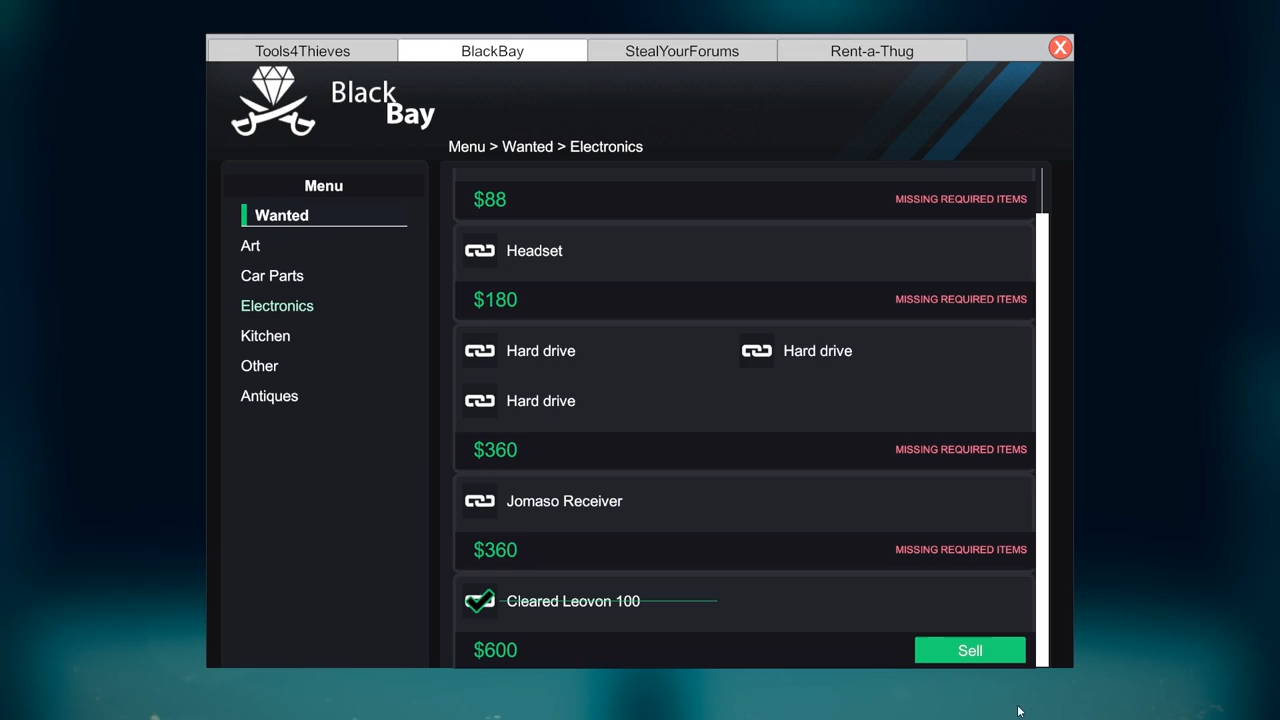 Tools4Thieves BlackBay StealYourForums Rent-a-Thug X
Black
Bay
Menu > Wanted > Electronics
Menu
Wanted
Art
Car Parts
Electronics
Kitchen
Other
Antiques
$88 MISSING REQUIRED ITEMS
Headset
$180 MISSING REQUIRED ITEMS
Hard drive Hard drive
Hard drive
$360 MISSING REQUIRED ITEMS
Jomaso Receiver
$360 MISSING REQUIRED ITEMS
Cleared Leovon 100
$600 Sell